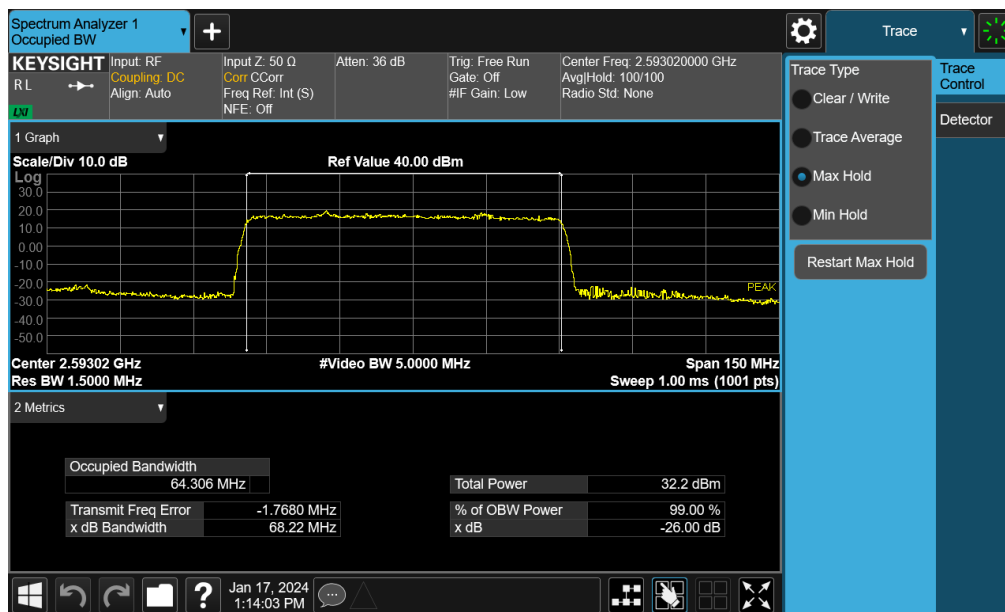 Spectrum Analyzer 1
Occupied BW
+
Trace
KEYSIGHT
R L
LXI
Input: RF
Coupling: DC
Align: Auto
Input Z: 50 Ω
Corr CCorr
Freq Ref: Int (S)
NFE: Off
Atten: 36 dB
Trig: Free Run
Gate: Off
#IF Gain: Low
Center Freq: 2.593020000 GHz
Avg|Hold: 100/100
Radio Std: None
Trace Type
Clear / Write
Trace Average
Max Hold
Min Hold
Restart Max Hold
Trace
Control
Detector
1 Graph
Scale/Div 10.0 dB
Ref Value 40.00 dBm
Log
30.0
20.0
10.0
0.00
-10.0
-20.0
-30.0
-40.0
-50.0
PEAK
Center 2.59302 GHz
#Video BW 5.0000 MHz
Span 150 MHz
Res BW 1.5000 MHz
Sweep 1.00 ms (1001 pts)
2 Metrics
Occupied Bandwidth
64.306 MHz
Total Power 32.2 dBm
Transmit Freq Error -1.7680 MHz
% of OBW Power 99.00 %
x dB Bandwidth 68.22 MHz
x dB -26.00 dB
?
Jan 17, 2024
1:14:03 PM